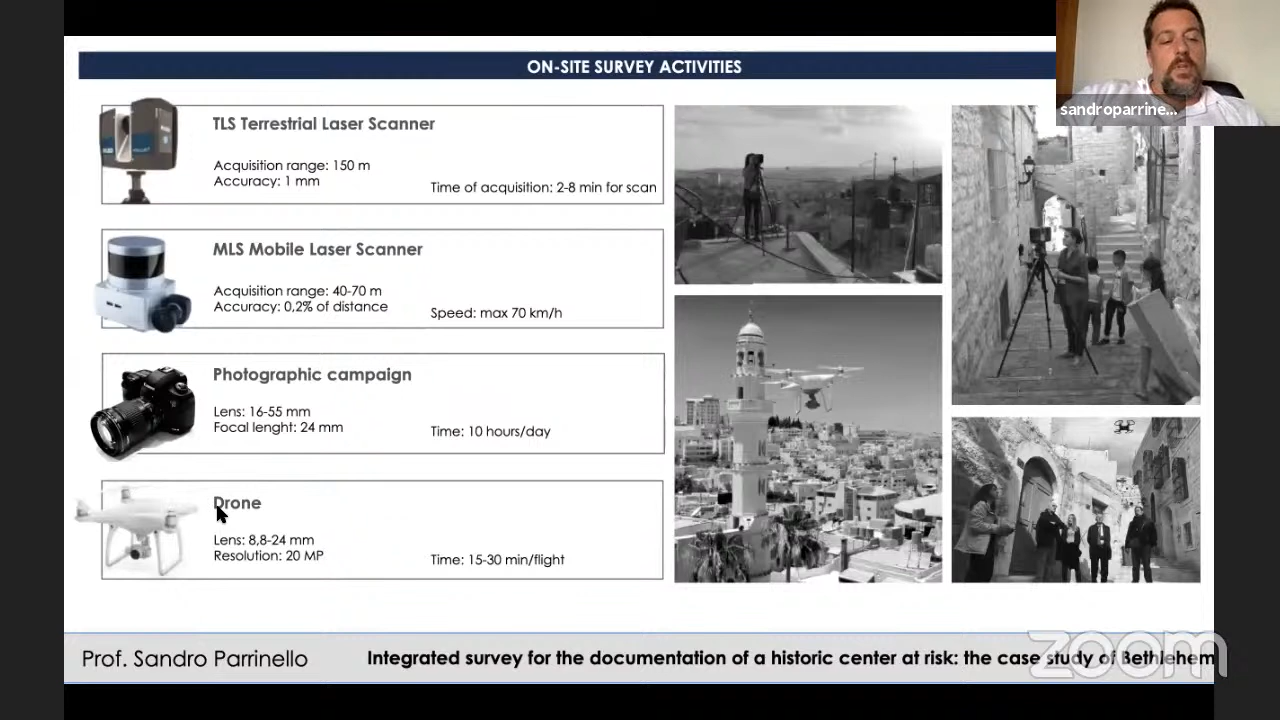 ON-SITE SURVEY ACTIVITIES
sandroparrine...
TLS Terrestrial Laser Scanner
Acquisition range: 150 m
Accuracy: 1 mm
Time of acquisition: 2-8 min for scan
MLS Mobile Laser Scanner
Acquisition range: 40-70 m
Accuracy: 0,2% of distance
Speed: max 70 km/h
Photographic campaign
Lens: 16-55 mm
Focal lenght: 24 mm
Time: 10 hours/day
Drone
Lens: 8,8-24 mm
Resolution: 20 MP
Time: 15-30 min/flight
Prof. Sandro Parrinello
Integrated survey for the documentation of a historic center at risk: the case study of Bethlehem
zoom